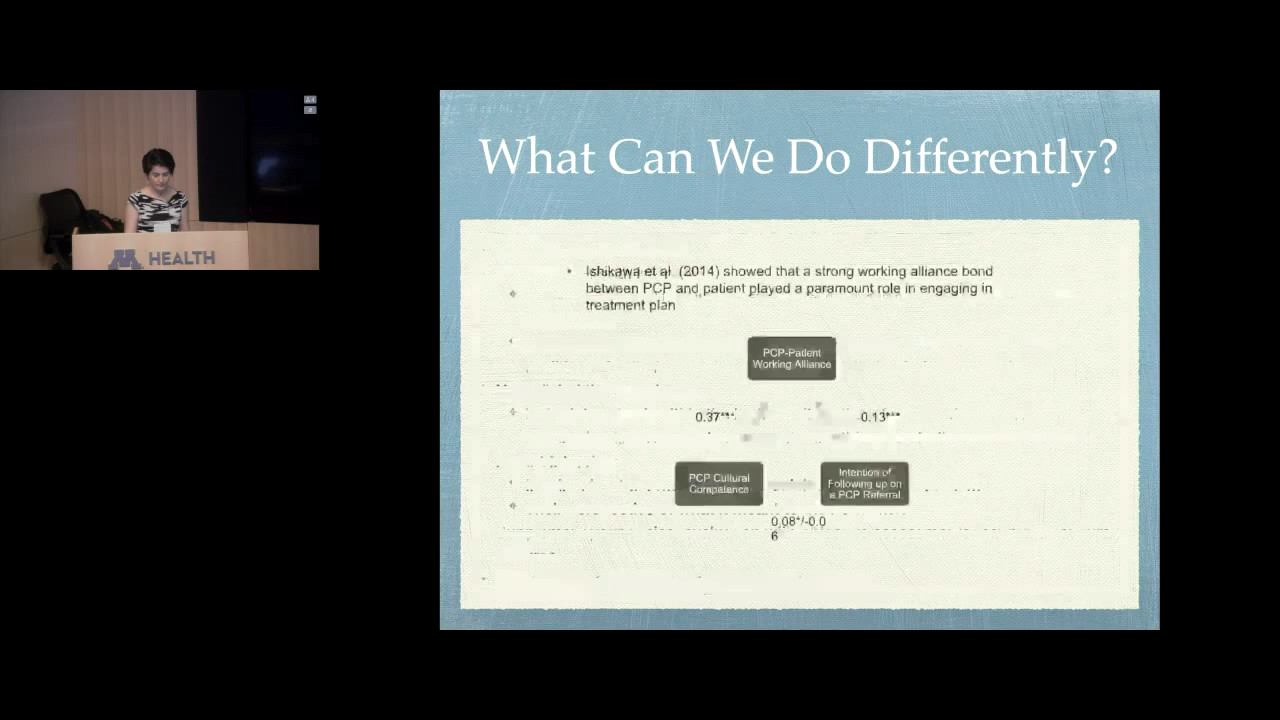 What Can We Do Differently?
Ishikawa et al. (2014) showed that a strong working alliance bond
between PCP and patient played a paramount role in engaging in
treatment plan
PCP-Patient
Working Alliance
0.37***
0.13***
PCP Cultural
Competence
Intention of
Following up on
a PCP Referral
0.08*/-0.0
6
M HEALTH